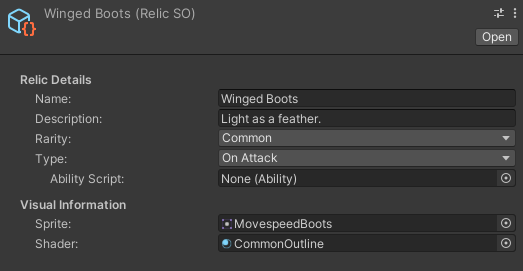 Winged Boots (Relic SO)
Open
Relic Details
Name: Winged Boots
Description: Light as a feather.
Rarity: Common
Type: On Attack
Ability Script: None (Ability)
Visual Information
Sprite: MovespeedBoots
Shader: CommonOutline